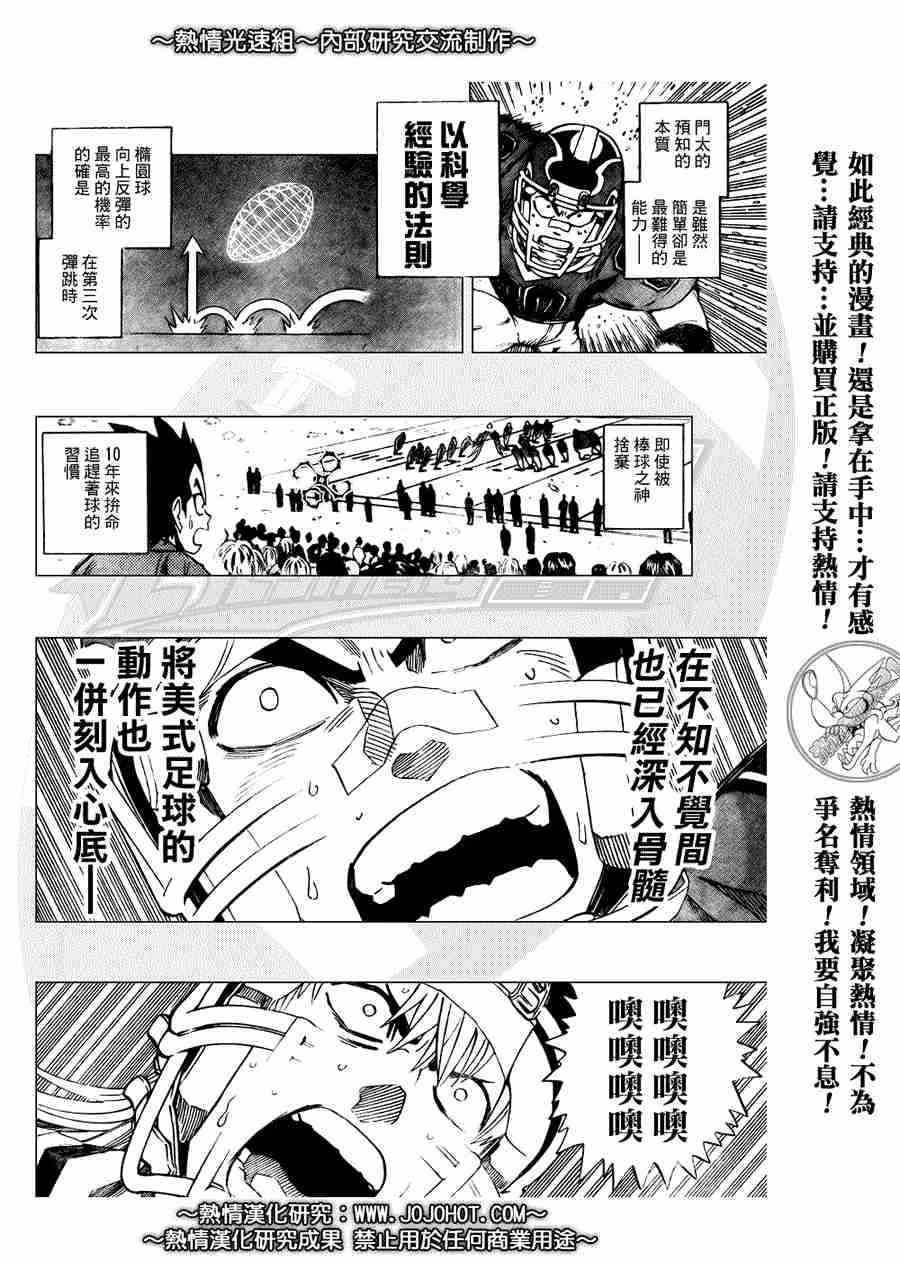 ～熱情光速組～內部研究交流制作～
門太的
預知的
本質
是雖然
簡單卻是
最難得的
能力──
以科學
經驗的法則
橢圓球
向上反彈的
最高的機率
的確是
在第三次
彈跳時
即使被
棒球之神
捨棄
10年來拚命
追趕著球的
習慣
在不知不覺間
也已經深入骨髓
將美式足球的
動作也
一併刻入心底──
噢噢噢噢
噢噢噢噢
如此經典的漫畫！還是拿在手中…才有感
覺…請支持…並購買正版！請支持熱情！
熱情領域！凝聚熱情！不為
爭名奪利！我要自強不息！
～熱情漢化研究：WWW.JOJOHOT.COM～
～熱情漢化研究成果 禁止用於任何商業用途～